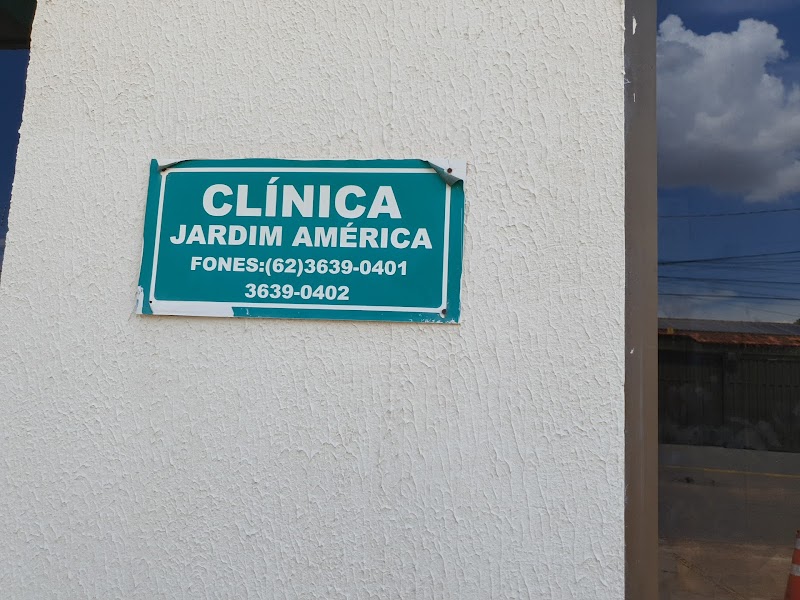 CLÍNICA
JARDIM AMÉRICA
FONES:(62)3639-0401
3639-0402